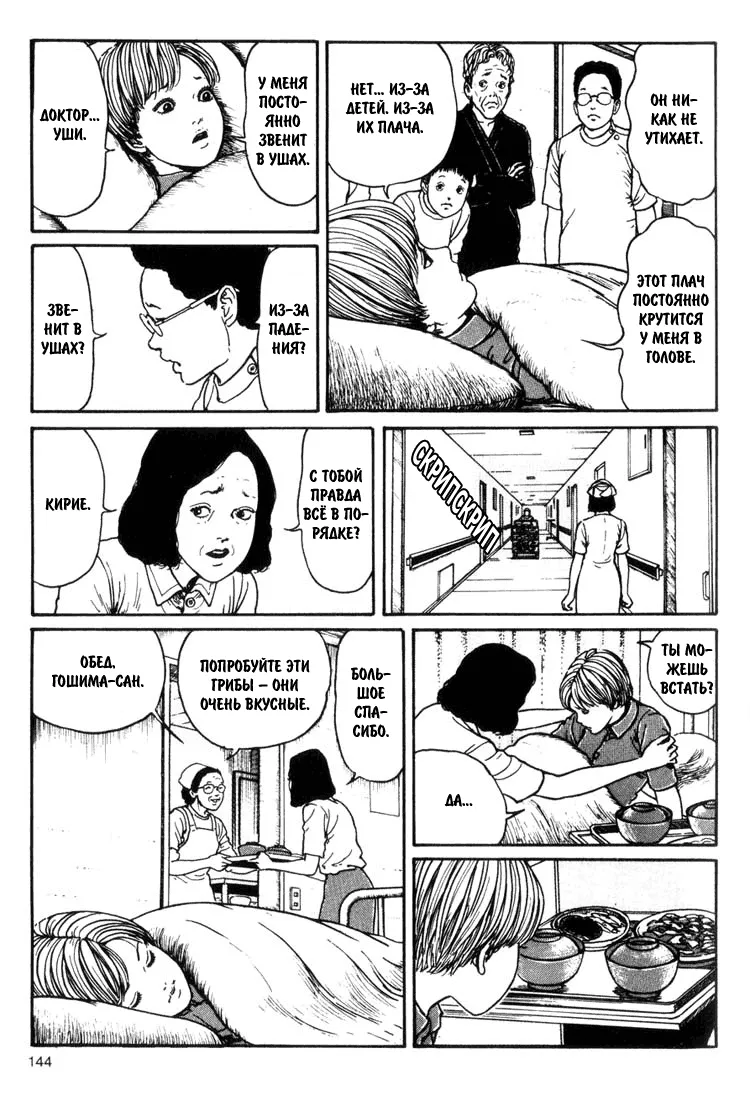 ДОКТОР...
УШИ.
У МЕНЯ
ПОСТО-
ЯННО
ЗВЕНИТ
В УШАХ.
НЕТ... ИЗ-ЗА
ДЕТЕЙ. ИЗ-ЗА
ИХ ПЛАЧА.
ОН НИ-
КАК НЕ
УТИХАЕТ.
ЭТОТ ПЛАЧ
ПОСТОЯННО
КРУТИТСЯ
У МЕНЯ В
ГОЛОВЕ.
ЗВЕ-
НИТ В
УШАХ?
ИЗ-ЗА
ПАДЕ-
НИЯ?
КИРИЕ.
С ТОБОЙ
ПРАВДА
ВСЁ В ПО-
РЯДКЕ?
СКРИПСКРИП
ОБЕД,
ГОШИМА-САН.
ПОПРОБУЙТЕ ЭТИ
ГРИБЫ – ОНИ
ОЧЕНЬ ВКУСНЫЕ.
БОЛЬ-
ШОЕ
СПА-
СИБО.
ТЫ МО-
ЖЕШЬ
ВСТАТЬ?
ДА...
144